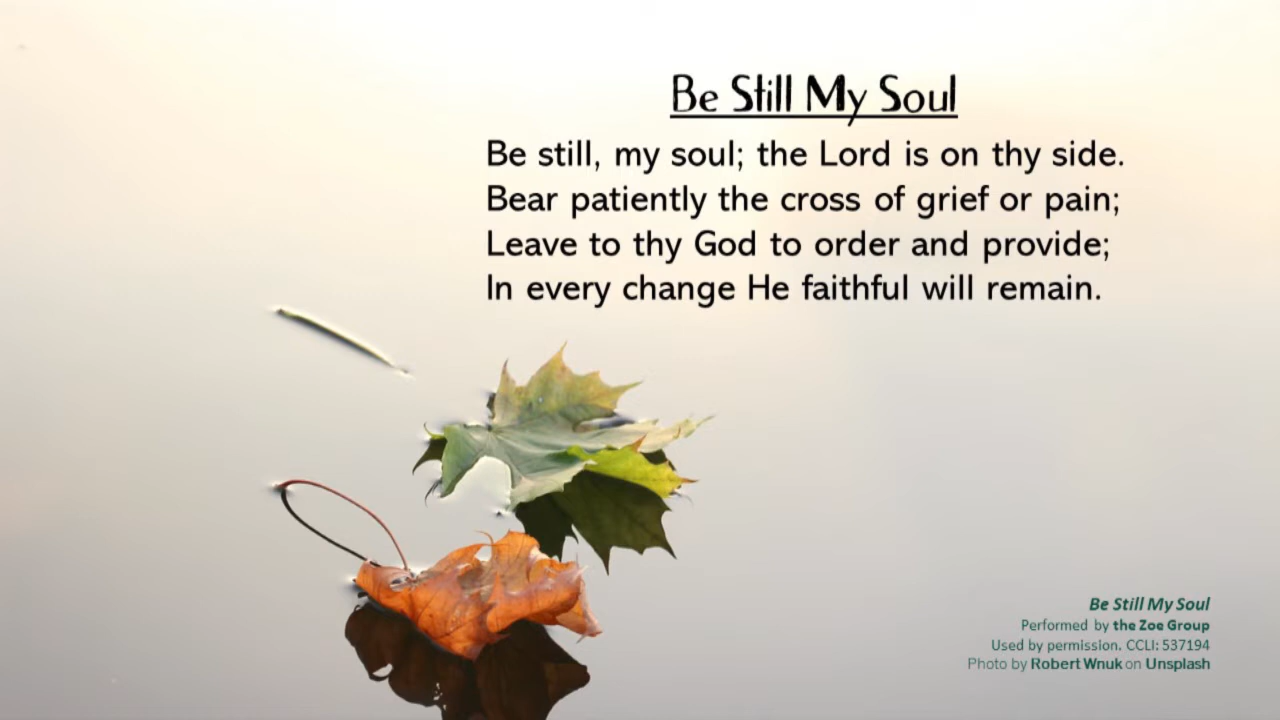 Be Still My Soul
Be still, my soul; the Lord is on thy side.
Bear patiently the cross of grief or pain;
Leave to thy God to order and provide;
In every change He faithful will remain.
Be Still My Soul
Performed by the Zoe Group
Used by permission. CCLI: 537194
Photo by Robert Wnuk on Unsplash